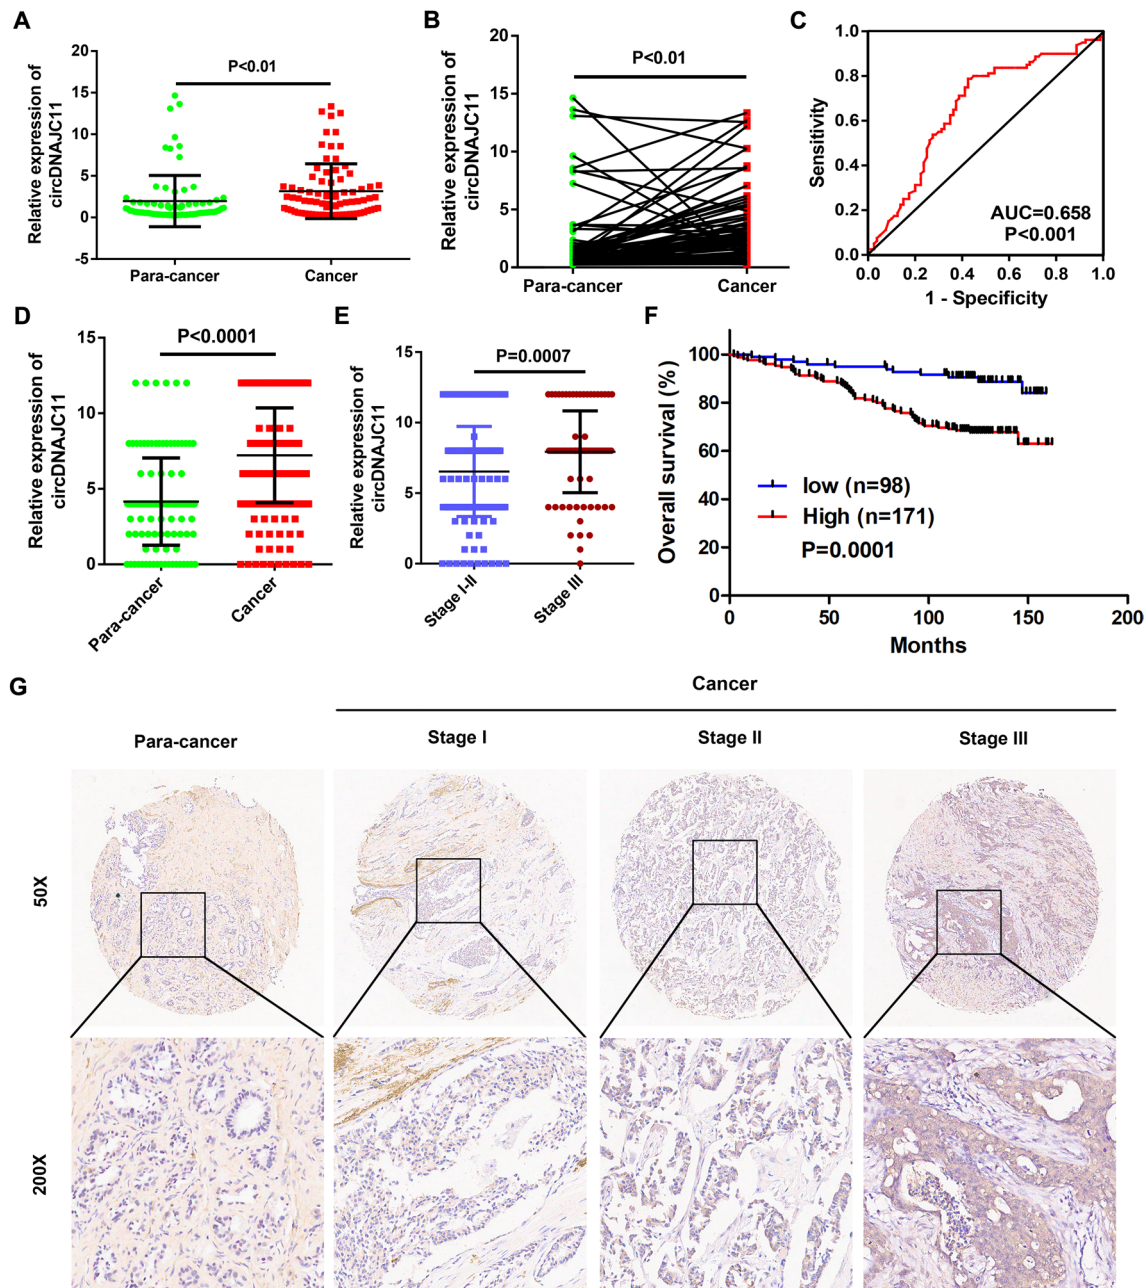 A
Relative expression of
circDNAJC11
20
15
10
5
0
-5
P<0.01
Para-cancer
Cancer
B
Relative expression of
circDNAJC11
20
15
10
5
0
P<0.01
Para-cancer
Cancer
C
Sensitivity
1.0
0.8
0.6
0.4
0.2
0.0
AUC=0.658
P<0.001
0.0 0.2 0.4 0.6 0.8 1.0
1 - Specificity
D
Relative expression of
circDNAJC11
15
10
5
0
P<0.0001
Para-cancer
Cancer
E
Relative expression of
circDNAJC11
15
10
5
0
P=0.0007
Stage I-II
Stage III
F
Overall survival (%)
100
80
60
40
20
0
low (n=98)
High (n=171)
P=0.0001
0 50 100 150 200
Months
G
Cancer
Para-cancer
Stage I
Stage II
Stage III
50X
200X